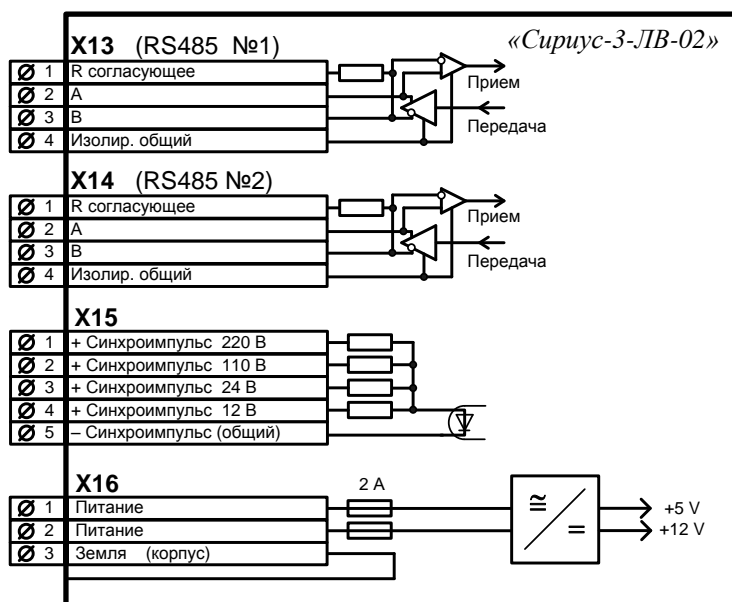 «Сириус-3-ЛВ-02»
X13 (RS485 №1)
1 R согласующее
2 A
3 B
4 Изолир. общий
Прием
Передача
X14 (RS485 №2)
1 R согласующее
2 A
3 B
4 Изолир. общий
Прием
Передача
X15
1 + Синхроимпульс 220 В
2 + Синхроимпульс 110 В
3 + Синхроимпульс 24 В
4 + Синхроимпульс 12 В
5 – Синхроимпульс (общий)
X16
2 А
1 Питание
2 Питание
3 Земля (корпус)
≅
=
+5 V
+12 V